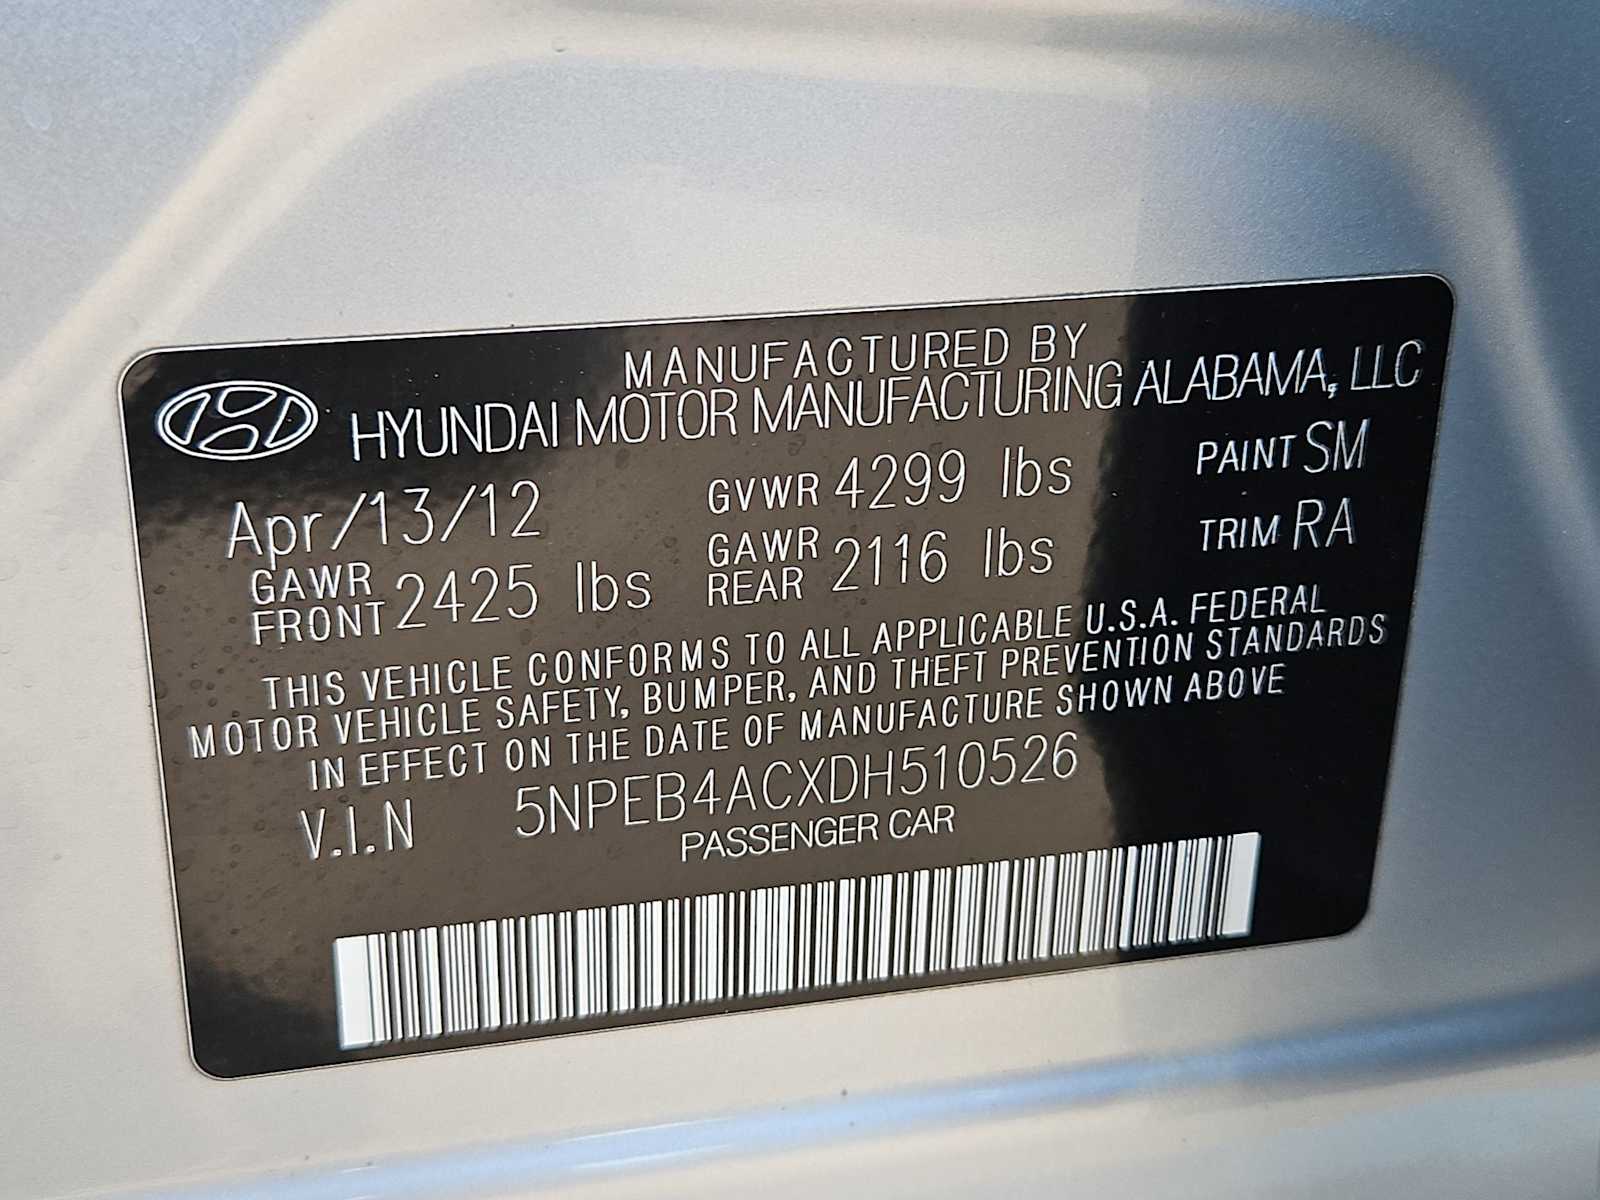 MANUFACTURED BY
HYUNDAI MOTOR MANUFACTURING ALABAMA, LLC
Apr/13/12 GVWR 4299 lbs PAINT SM
GAWR FRONT 2425 lbs GAWR REAR 2116 lbs TRIM RA
THIS VEHICLE CONFORMS TO ALL APPLICABLE U.S.A. FEDERAL
MOTOR VEHICLE SAFETY, BUMPER, AND THEFT PREVENTION STANDARDS
IN EFFECT ON THE DATE OF MANUFACTURE SHOWN ABOVE
V.I.N 5NPEB4ACXDH510526
PASSENGER CAR